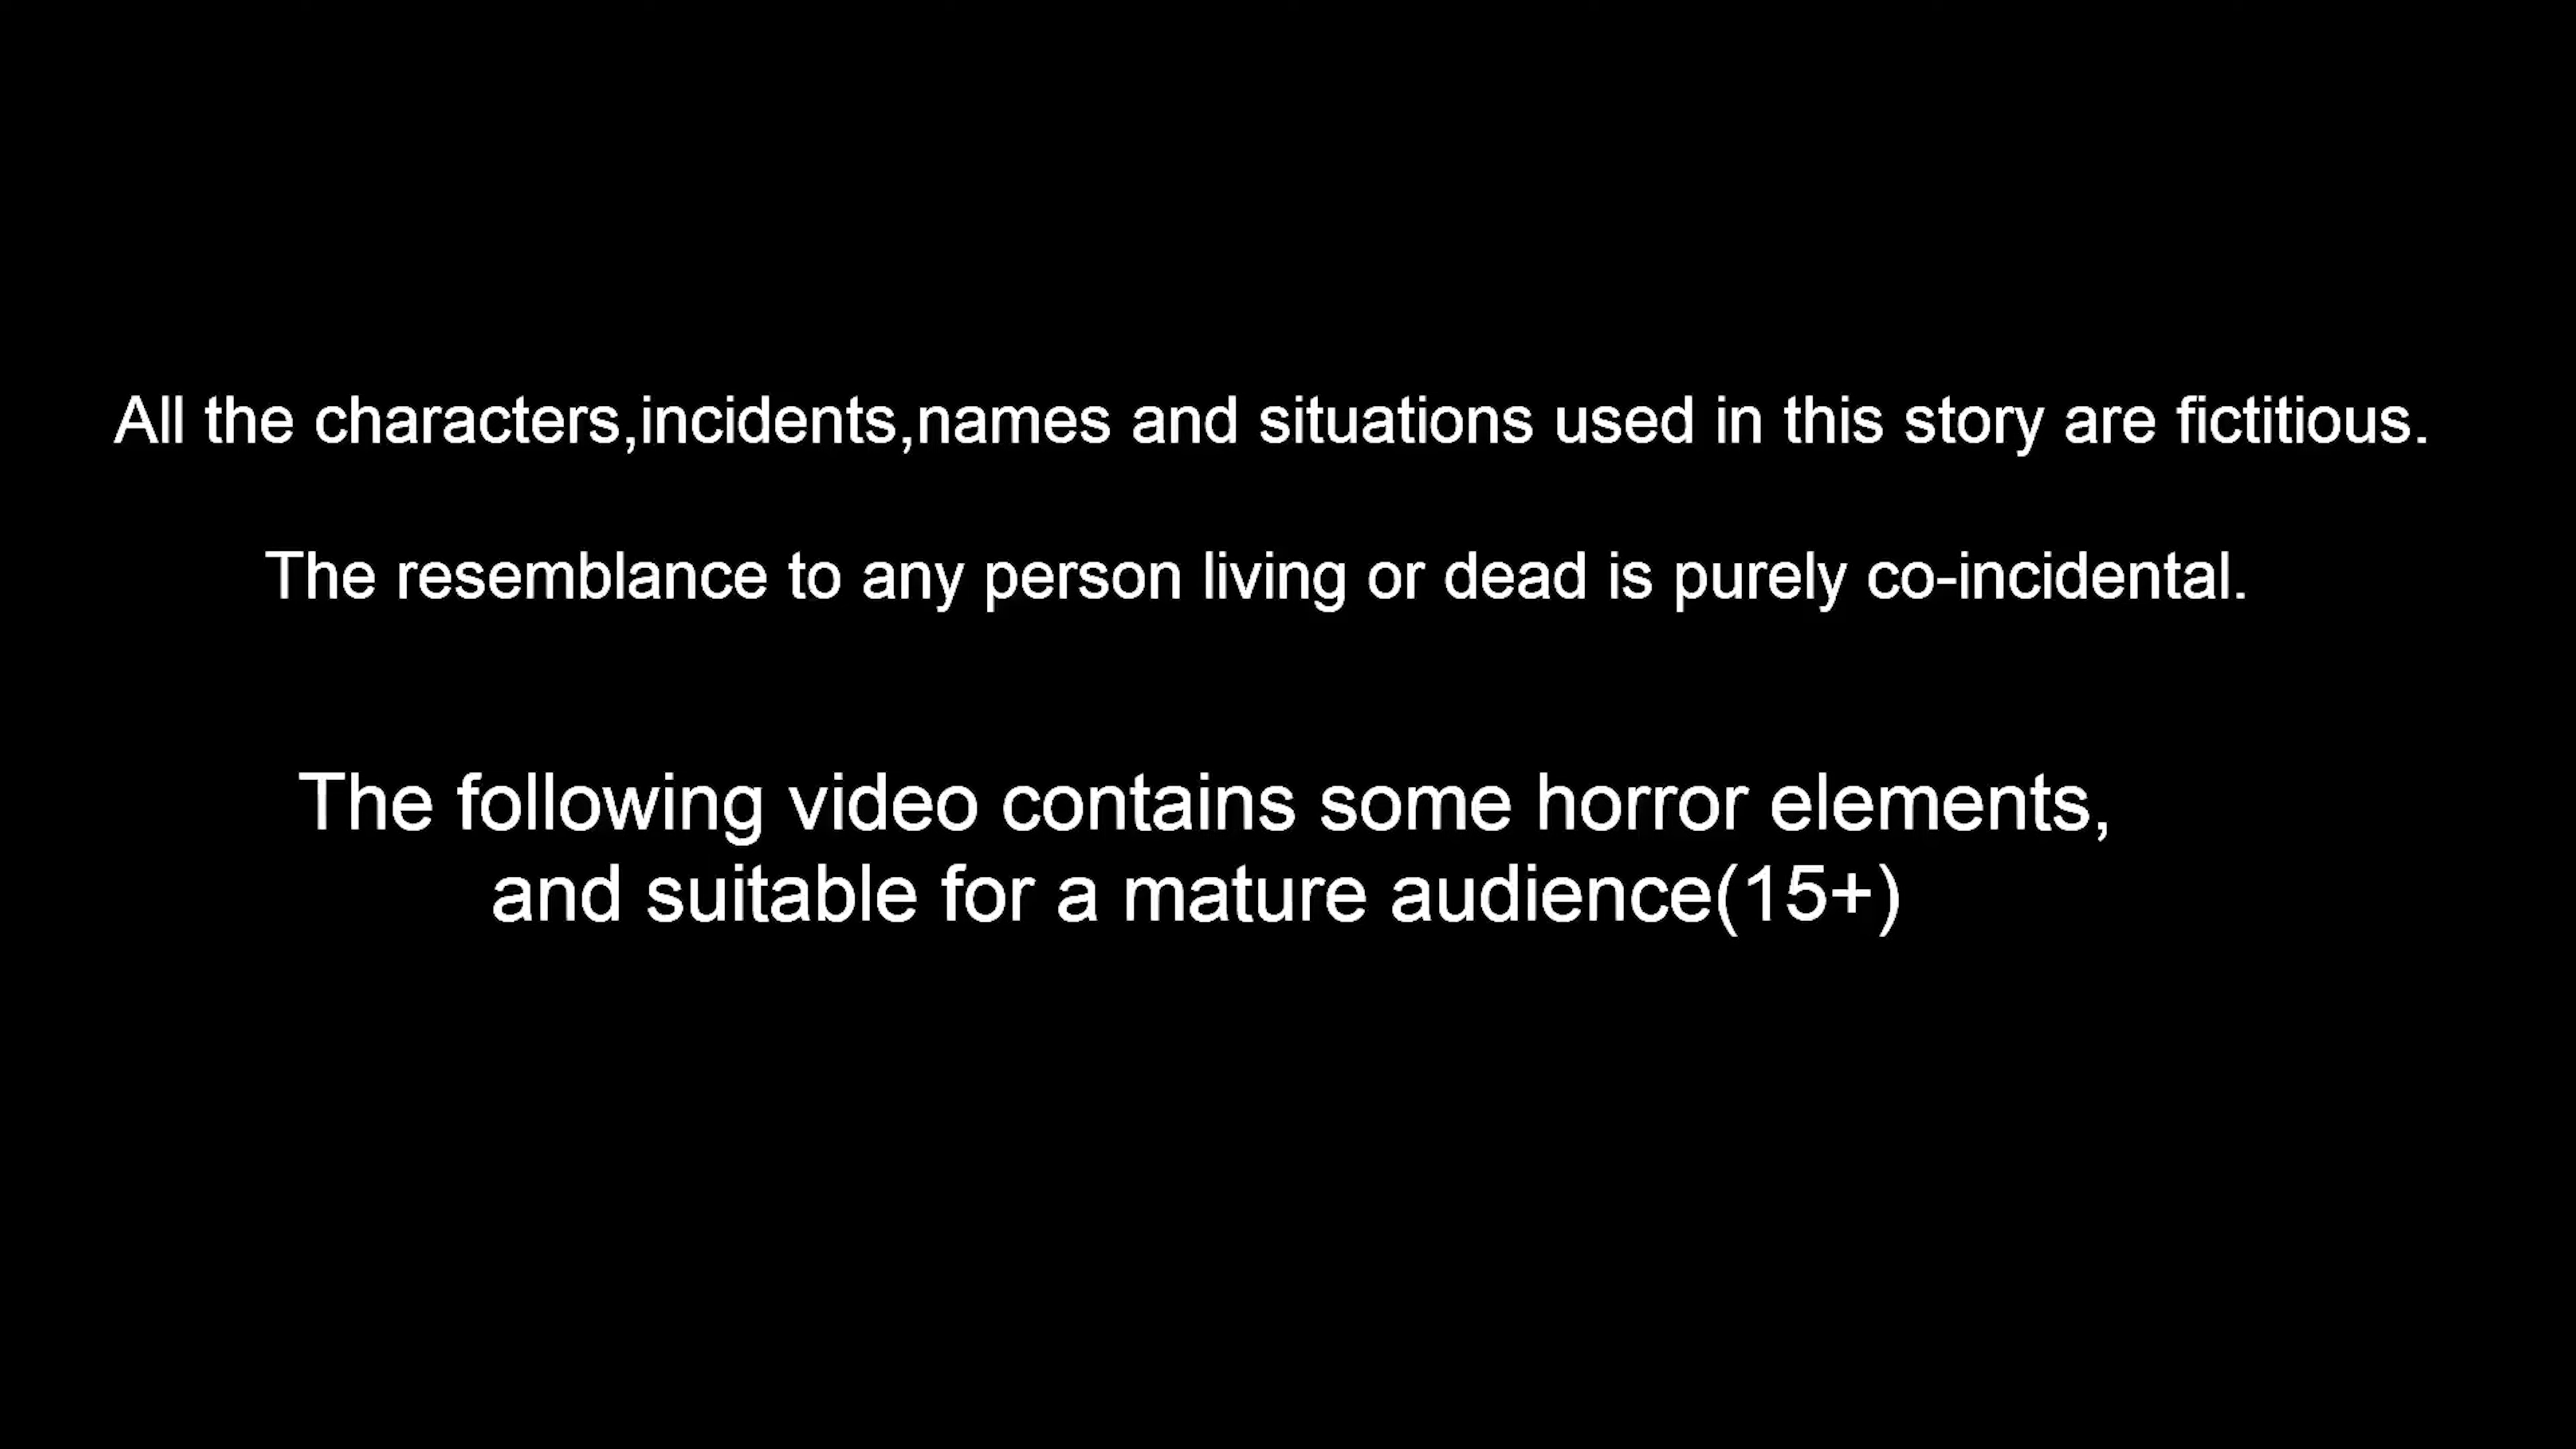 All the characters,incidents,names and situations used in this story are fictitious.
The resemblance to any person living or dead is purely co-incidental.
The following video contains some horror elements,
and suitable for a mature audience(15+)